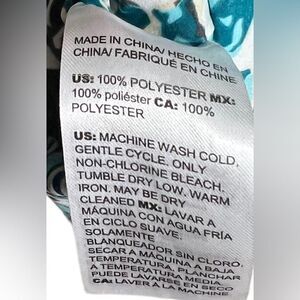 MADE IN CHINA/ HECHO EN
CHINA/ FABRIQUÉ EN CHINE
US: 100% POLYESTER MX:
100% poliéster CA: 100%
POLYESTER
US: MACHINE WASH COLD,
GENTLE CYCLE. ONLY
NON-CHLORINE BLEACH.
TUMBLE DRY LOW. WARM
IRON. MAY BE DRY
CLEANED MX: LAVAR A
MÁQUINA CON AGUA FRÍA
EN CICLO SUAVE.
SOLAMENTE
BLANQUEADOR SIN CLORO.
SECAR A MÁQUINA A BAJA
TEMPERATURA. PLANCHAR
A TEMPERATURA MEDIA.
PUEDE LAVARSE EN SECO
CA: LAVER À LA MACHINE